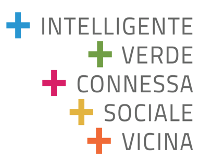 + INTELLIGENTE
+ VERDE
+ CONNESSA
+ SOCIALE
+ VICINA